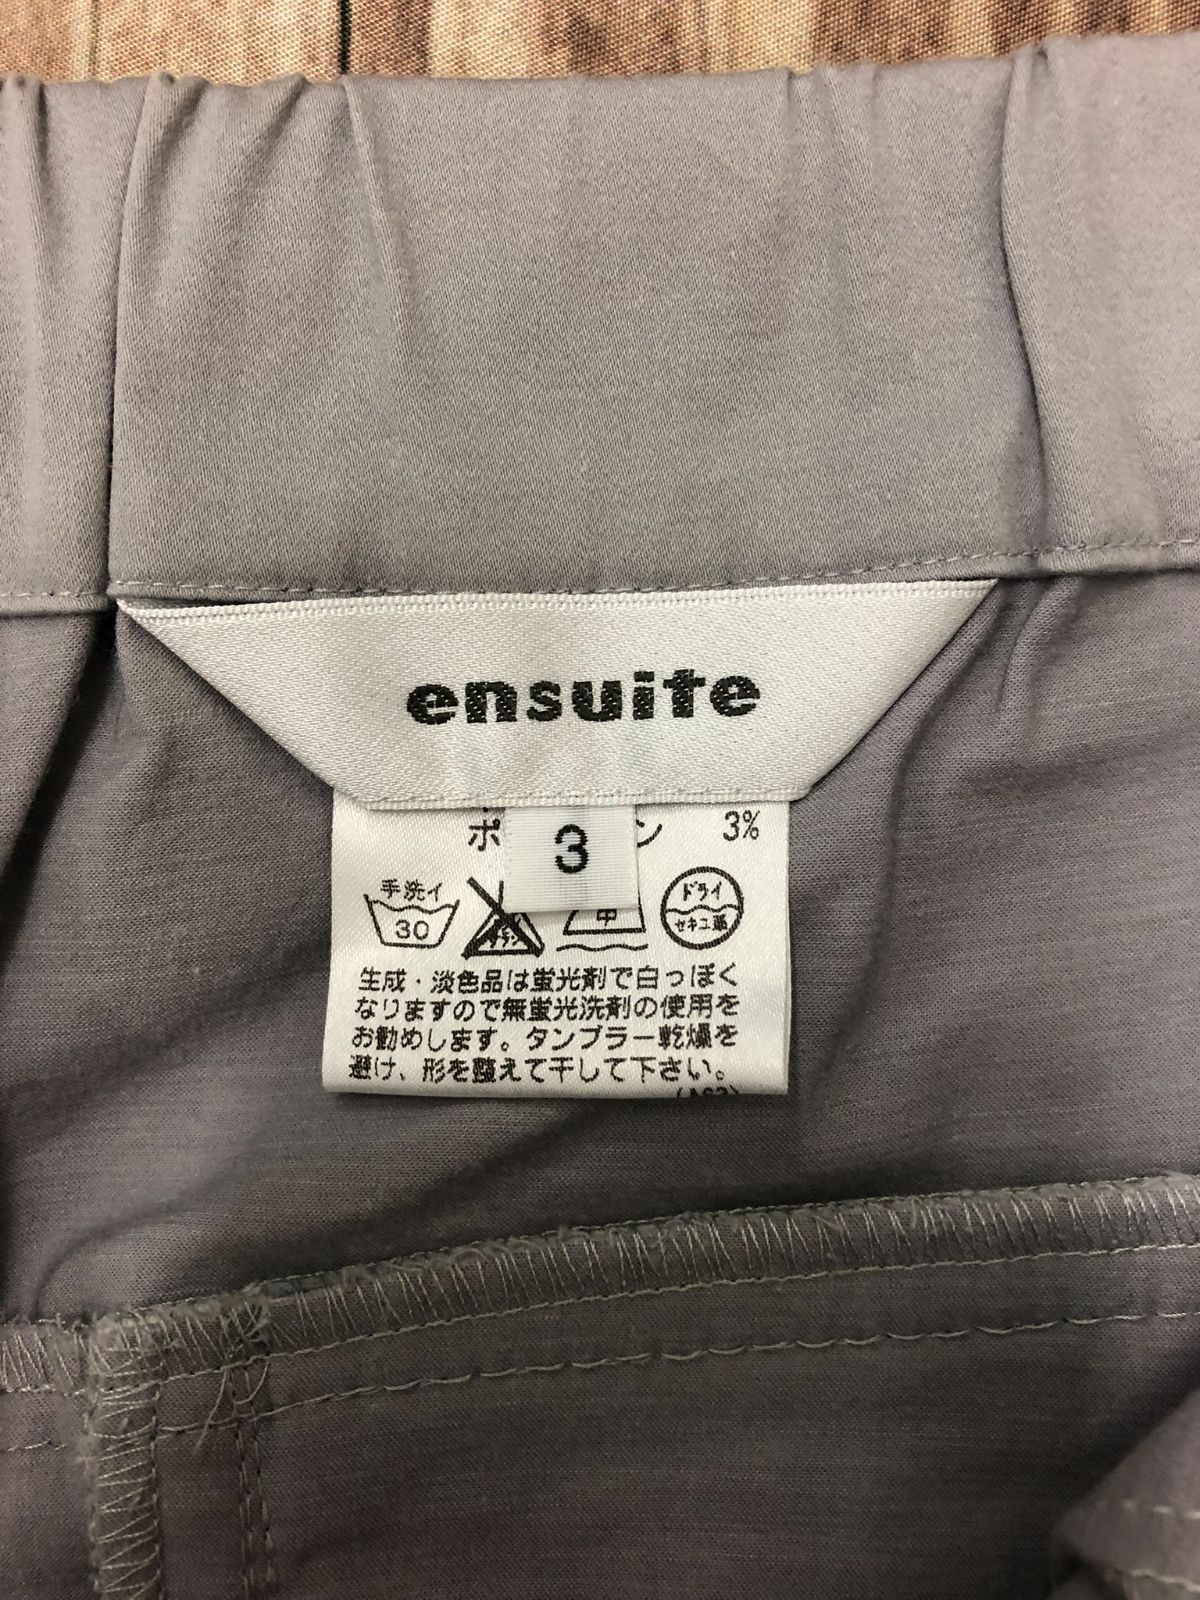 ensuite
3
ポ ン 3%
手洗イ
30
中
ドライ
セキユ系
生成・淡色品は蛍光剤で白っぽく
なりますので無蛍光洗剤の使用を
お勧めします。タンブラー乾燥を
避け、形を整えて干して下さい。